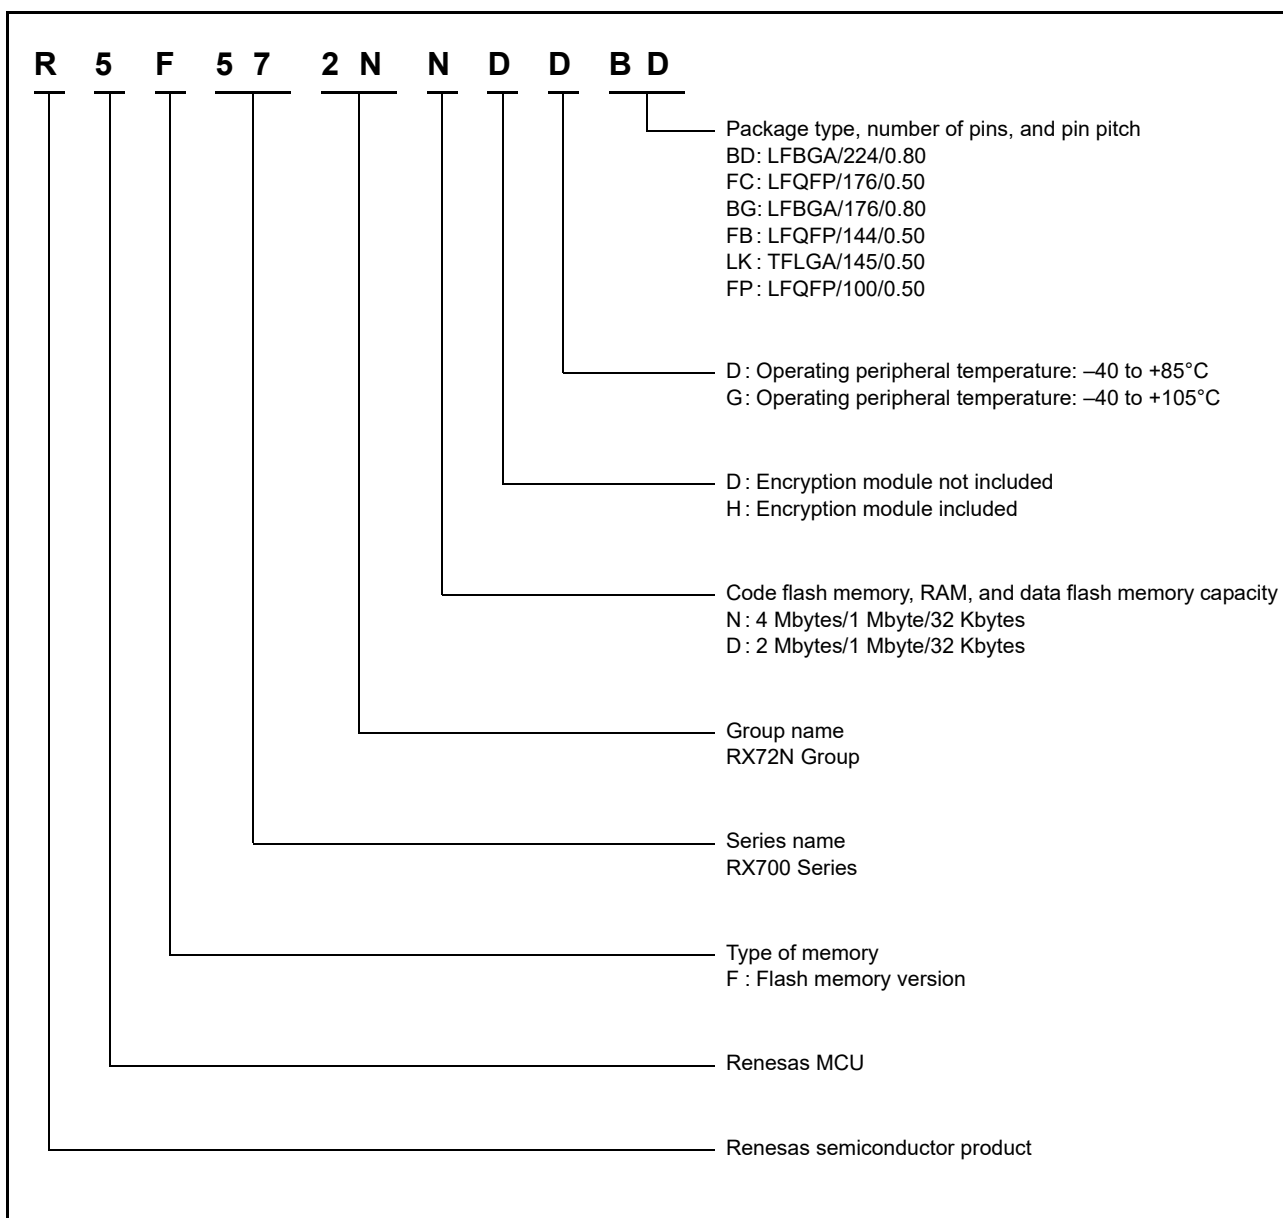 R 5 F 5 7 2 N N D D B D
Package type, number of pins, and pin pitch
BD: LFBGA/224/0.80
FC: LFQFP/176/0.50
BG: LFBGA/176/0.80
FB: LFQFP/144/0.50
LK: TFLGA/145/0.50
FP: LFQFP/100/0.50
D: Operating peripheral temperature: –40 to +85°C
G: Operating peripheral temperature: –40 to +105°C
D: Encryption module not included
H: Encryption module included
Code flash memory, RAM, and data flash memory capacity
N: 4 Mbytes/1 Mbyte/32 Kbytes
D: 2 Mbytes/1 Mbyte/32 Kbytes
Group name
RX72N Group
Series name
RX700 Series
Type of memory
F: Flash memory version
Renesas MCU
Renesas semiconductor product